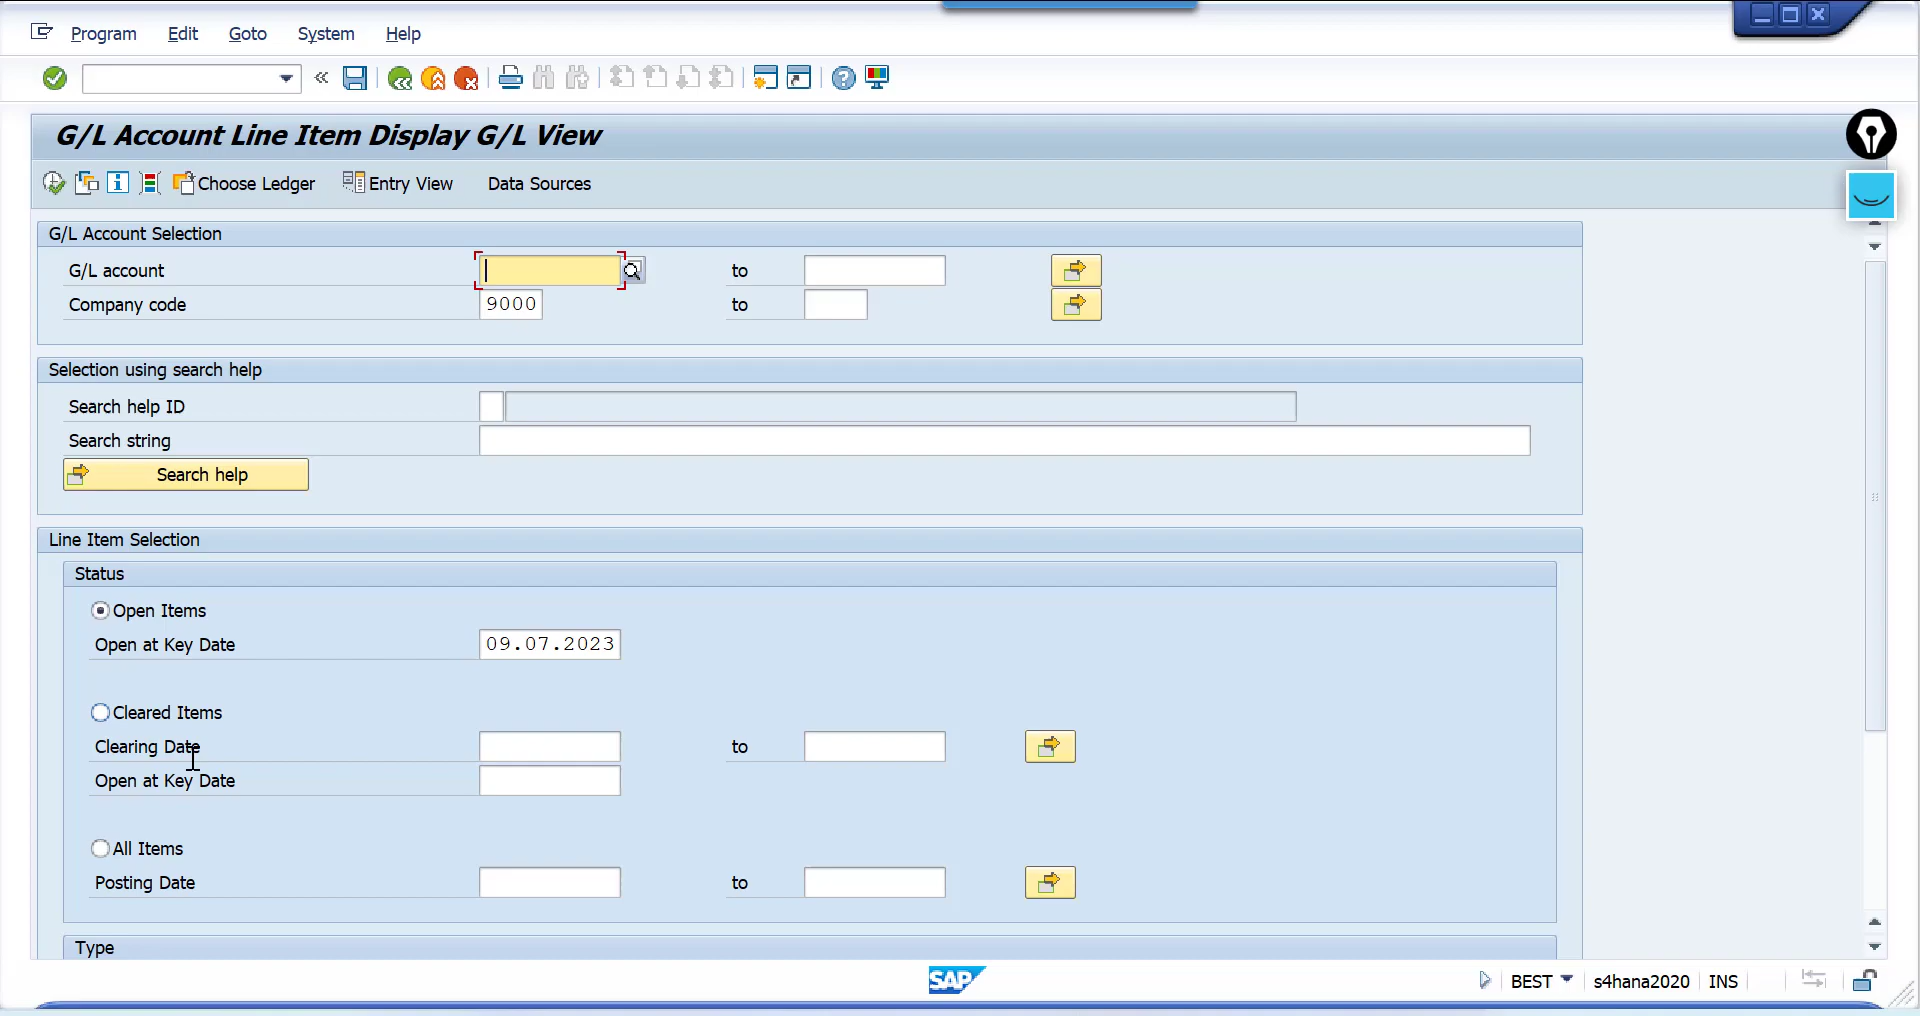 Program Edit Goto System Help
G/L Account Line Item Display G/L View
Choose Ledger Entry View Data Sources
G/L Account Selection
G/L account to
Company code 9000 to
Selection using search help
Search help ID
Search string
Search help
Line Item Selection
Status
Open Items
Open at Key Date 09.07.2023
Cleared Items
Clearing Date to
Open at Key Date
All Items
Posting Date to
Type
SAP BEST s4hana2020 INS